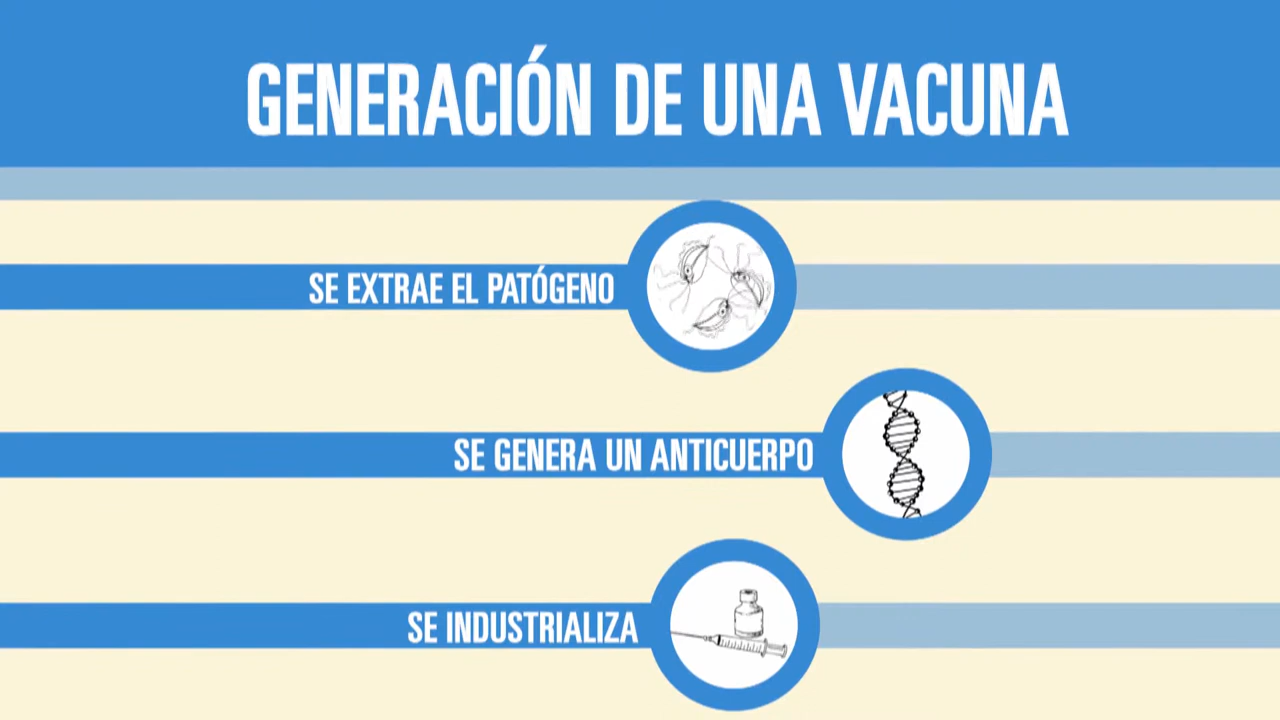 GENERACIÓN DE UNA VACUNA
SE EXTRAE EL PATÓGENO
SE GENERA UN ANTICUERPO
SE INDUSTRIALIZA